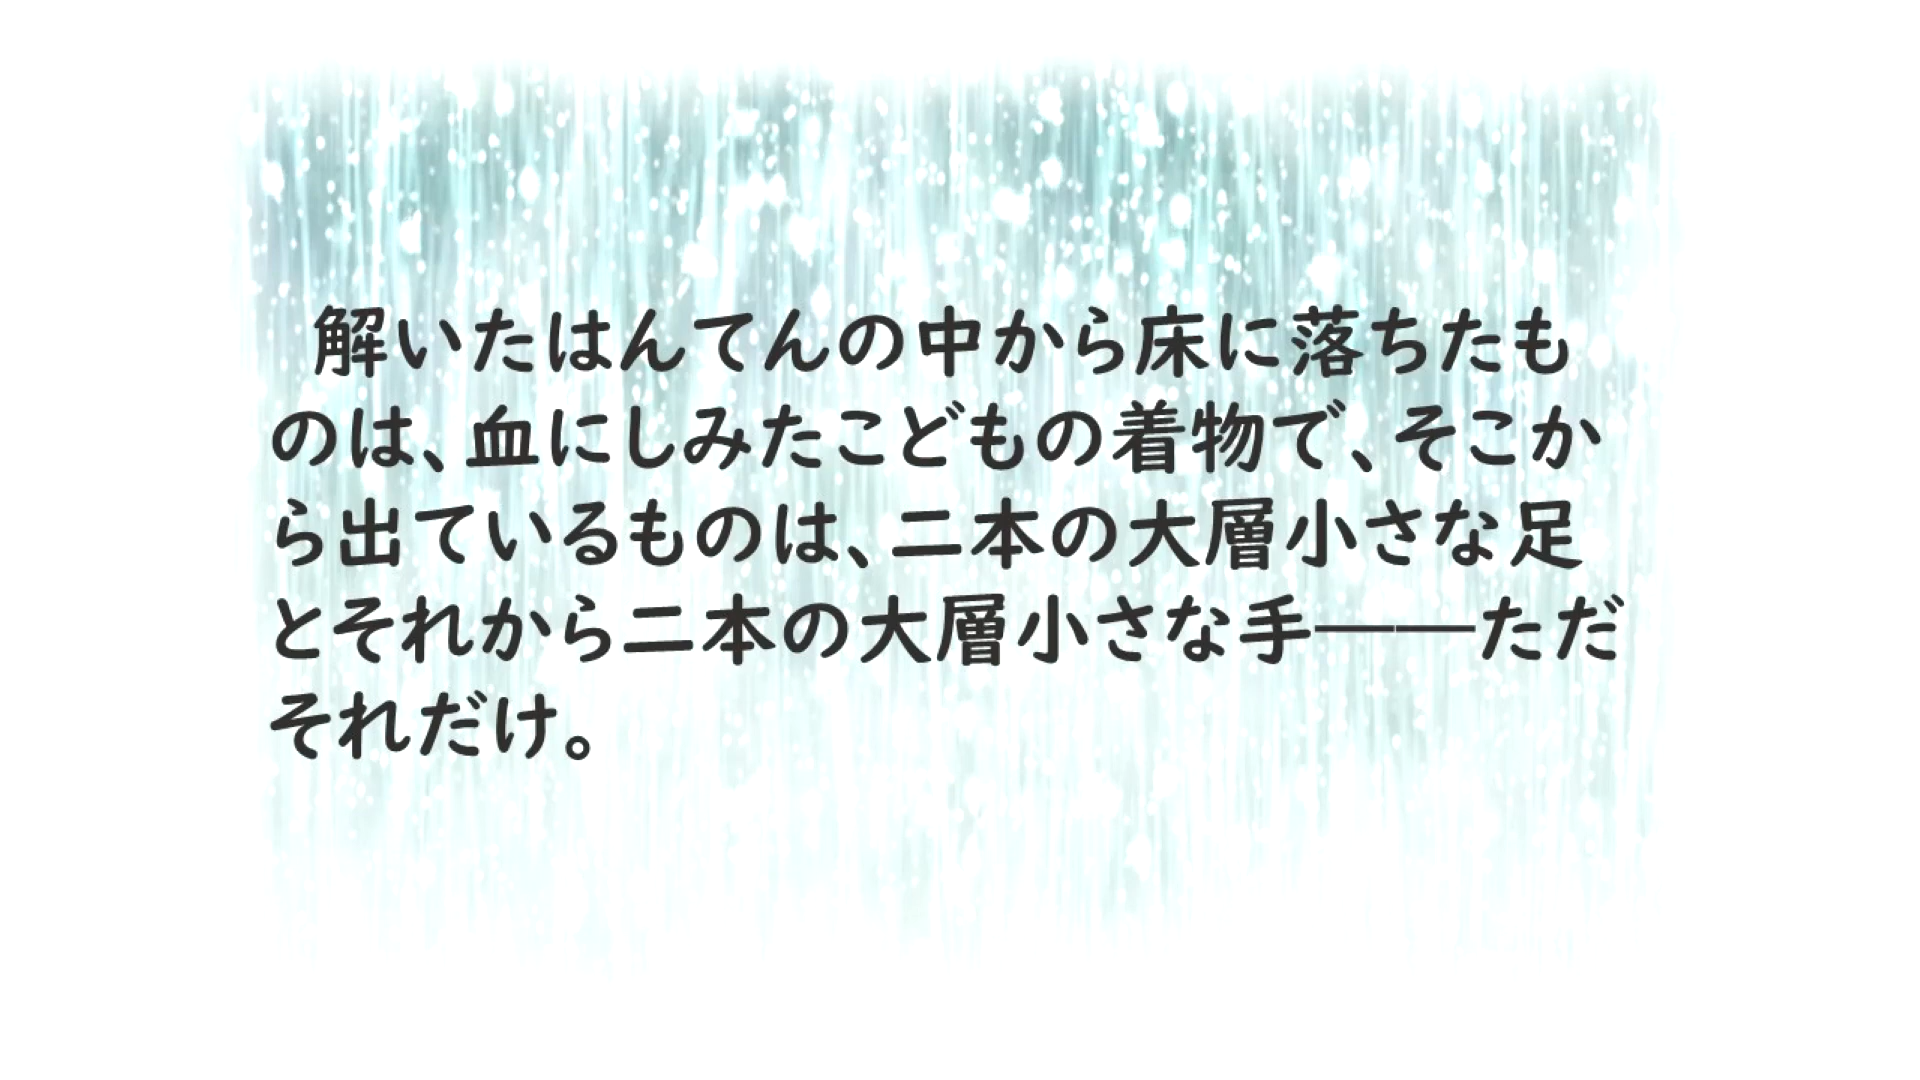 解いたはんてんの中から床に落ちたも
のは、血にしみたこどもの着物で、そこか
ら出ているものは、二本の大層小さな足
とそれから二本の大層小さな手――ただ
それだけ。